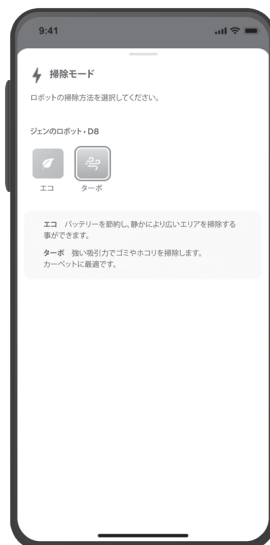 9:41
掃除モード
ロボットの掃除方法を選択してください。
ジェンのロボット・D8
エコ
ターボ
エコ バッテリーを節約し、静かにより広いエリアを掃除する
事ができます。
ターボ 強い吸引力でゴミやホコリを掃除します。
カーペットに最適です。